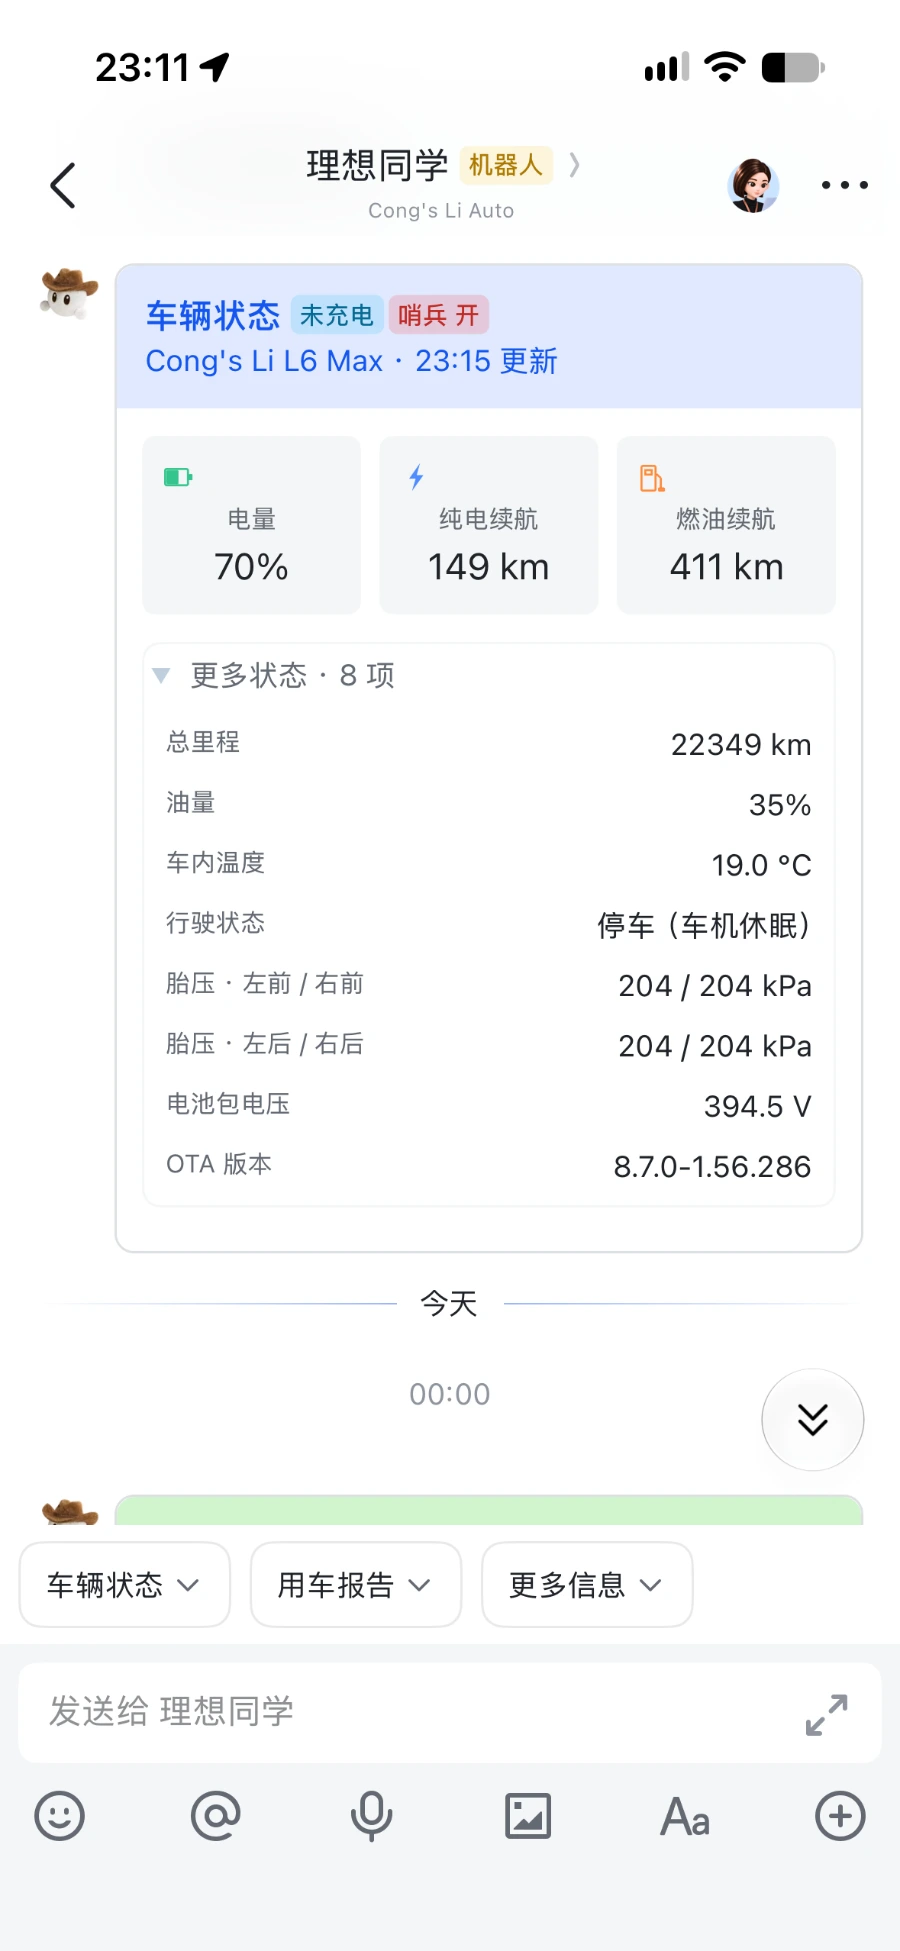 23:11
理想同学 机器人
Cong's Li Auto
车辆状态 未充电 哨兵 开
Cong's Li L6 Max · 23:15 更新
电量 纯电续航 燃油续航
70% 149 km 411 km
更多状态 · 8 项
总里程 22349 km
油量 35%
车内温度 19.0 °C
行驶状态 停车（车机休眠）
胎压 · 左前 / 右前 204 / 204 kPa
胎压 · 左后 / 右后 204 / 204 kPa
电池包电压 394.5 V
OTA 版本 8.7.0-1.56.286
今天
00:00
车辆状态 用车报告 更多信息
发送给 理想同学
Aa